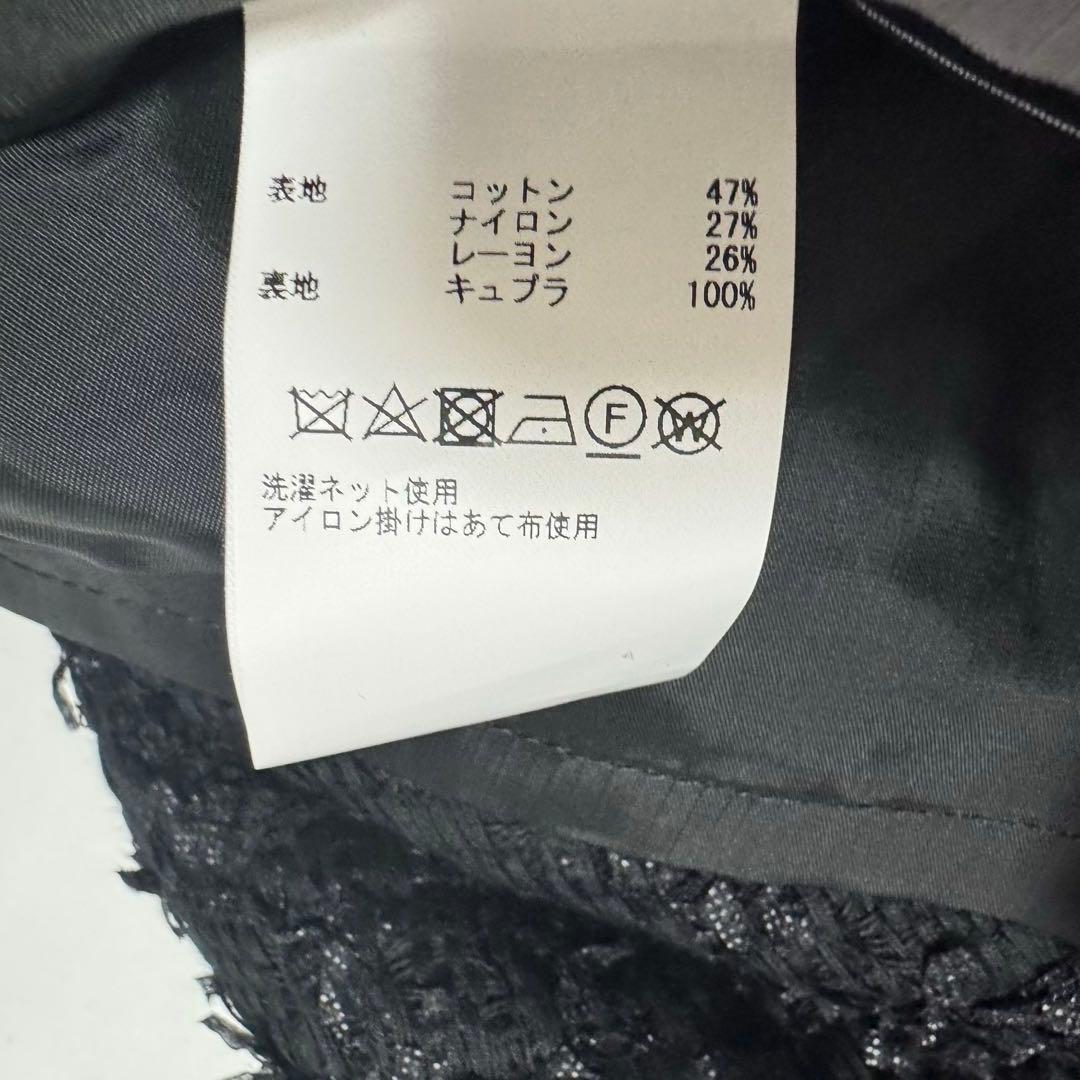 表地 コットン 47%
ナイロン 27%
レーヨン 26%
裏地 キュプラ 100%
F W
洗濯ネット使用
アイロン掛けはあて布使用